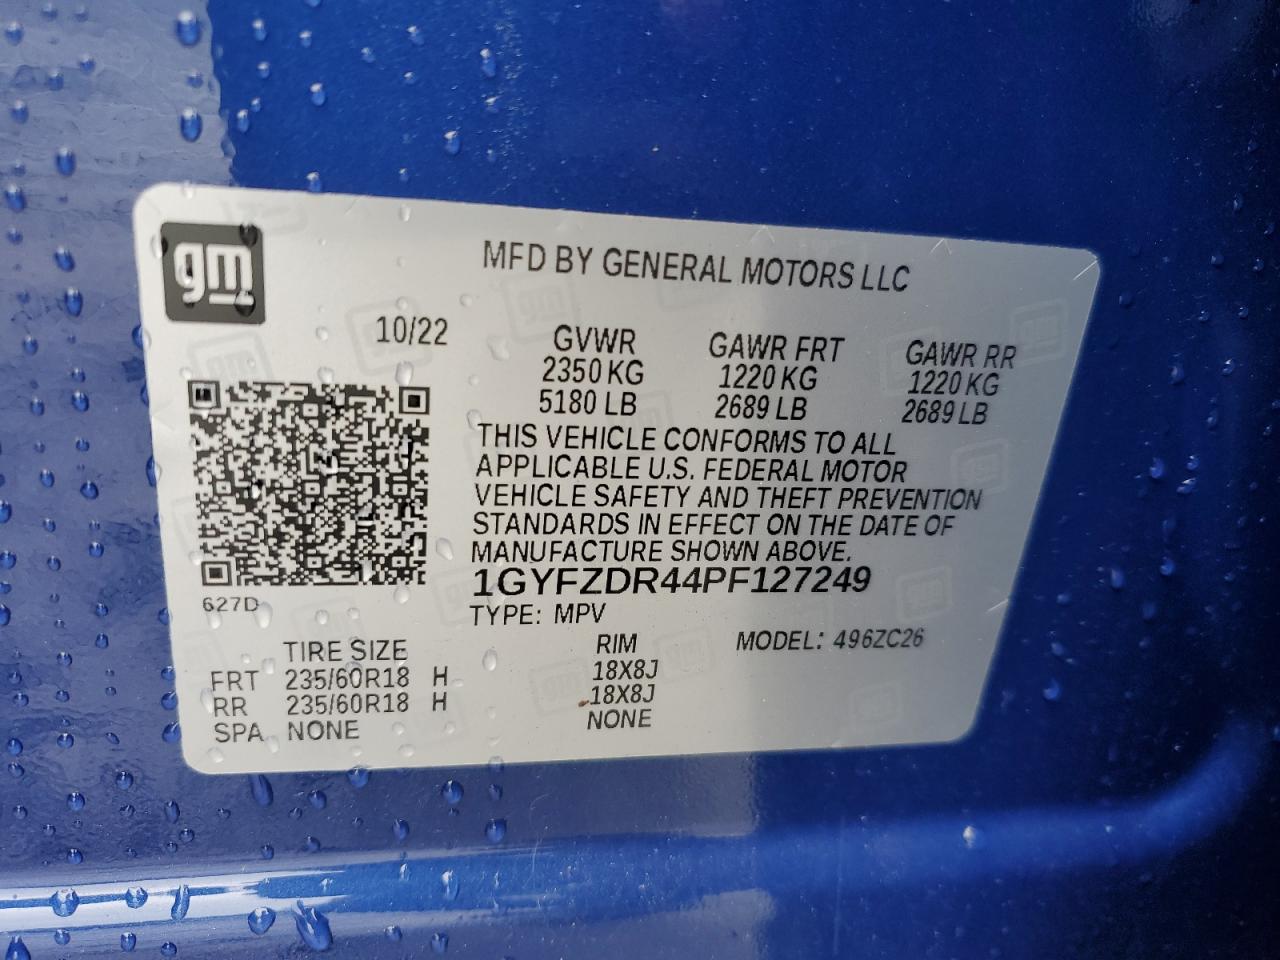 gm
MFD BY GENERAL MOTORS LLC
10/22
GVWR GAWR FRT GAWR RR
2350 KG 1220 KG 1220 KG
5180 LB 2689 LB 2689 LB
THIS VEHICLE CONFORMS TO ALL
APPLICABLE U.S. FEDERAL MOTOR
VEHICLE SAFETY AND THEFT PREVENTION
STANDARDS IN EFFECT ON THE DATE OF
MANUFACTURE SHOWN ABOVE.
1GYFZDR44PF127249
627D
TYPE: MPV
TIRE SIZE RIM MODEL: 496ZC26
FRT 235/60R18 H 18X8J
RR 235/60R18 H 18X8J
SPA NONE NONE